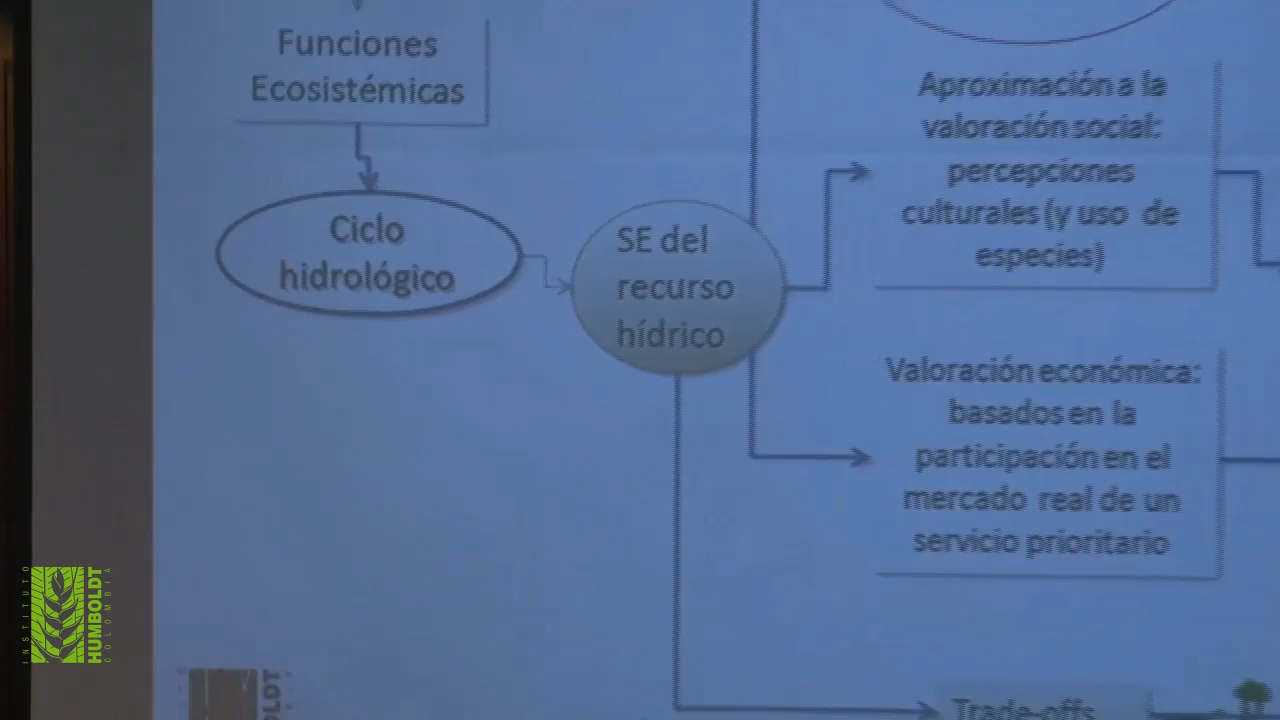 Funciones
Ecosistémicas
Ciclo
hidrológico
SE del
recurso
hídrico
Aproximación a la
valoración social:
percepciones
culturales (y uso de
especies)
Valoración económica:
basados en la
participación en el
mercado real de un
servicio prioritario
Trade-offs
INSTITUTO
HUMBOLDT
COLOMBIA
LDT